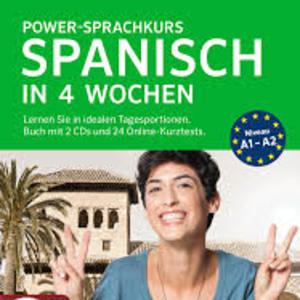 POWER-SPRACHKURS
SPANISCH
IN 4 WOCHEN
Lernen Sie in idealen Tagesportionen.
Buch mit 2 CDs und 24 Online-Kurztests.
Niveau
A1-A2